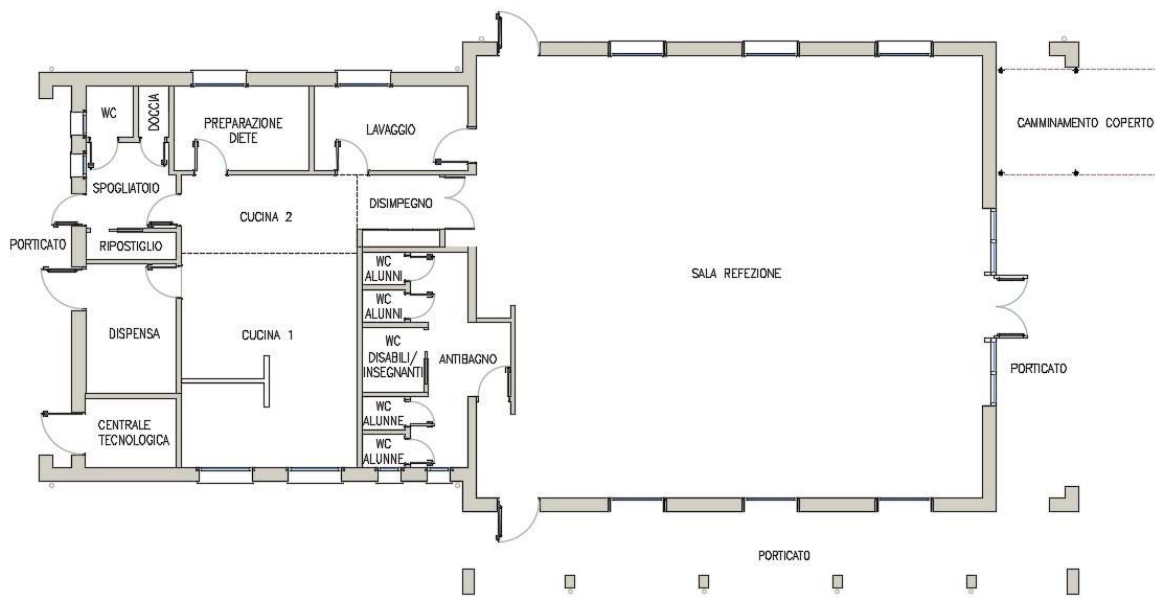 WC
DOCCIA
PREPARAZIONE
DIETE
LAVAGGIO
CAMMINAMENTO COPERTO
SPOGLIATOIO
DISIMPEGNO
CUCINA 2
PORTICATO
RIPOSTIGLIO
WC
ALUNNI
SALA REFEZIONE
WC
ALUNNI
DISPENSA
CUCINA 1
WC
DISABILI/
INSEGNANTI
ANTIBAGNO
PORTICATO
WC
ALUNNE
CENTRALE
TECNOLOGICA
WC
ALUNNE
PORTICATO